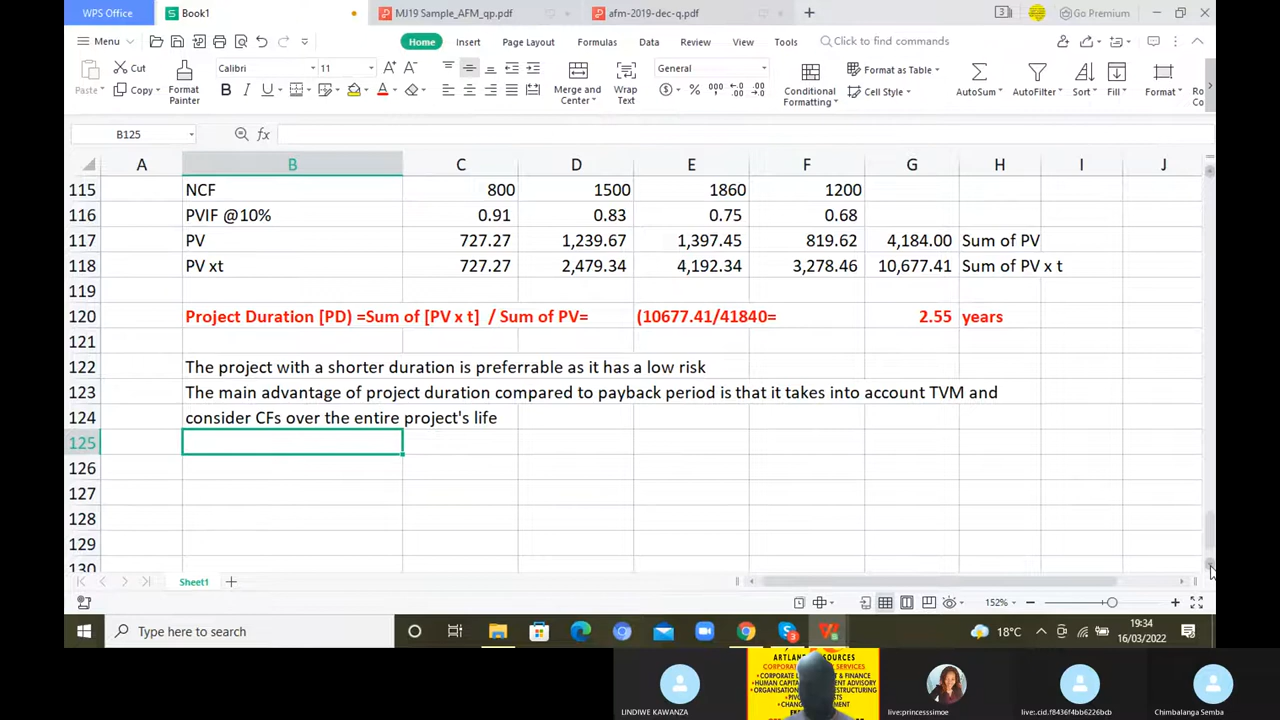 WPS Office
Book1
MJ19 Sample_AFM_qp.pdf
afm-2019-dec-q.pdf
Go Premium
Menu
Home
Insert
Page Layout
Formulas
Data
Review
View
Tools
Click to find commands
Paste
Cut
Copy
Format
Painter
Calibri
11
Merge and
Center
Wrap
Text
General
Conditional
Formatting
Format as Table
Cell Style
AutoSum
AutoFilter
Sort
Fill
Format
B125
fx
A B C D E F G H I J
115 NCF 800 1500 1860 1200
116 PVIF @10% 0.91 0.83 0.75 0.68
117 PV 727.27 1,239.67 1,397.45 819.62 4,184.00 Sum of PV
118 PV xt 727.27 2,479.34 4,192.34 3,278.46 10,677.41 Sum of PV x t
119
120 Project Duration [PD) =Sum of [PV x t] / Sum of PV= (10677.41/41840= 2.55 years
121
122 The project with a shorter duration is preferrable as it has a low risk
123 The main advantage of project duration compared to payback period is that it takes into account TVM and
124 consider CFs over the entire project's life
125
126
127
128
129
130
Sheet1
152%
Type here to search
18°C
19:34
16/03/2022
CORPORATE L & FINANCE
LINDIWE KAWANZA
live:princesssimoe
live:.cid.f8436f4bb6226bcb
Chimbalanga Semba